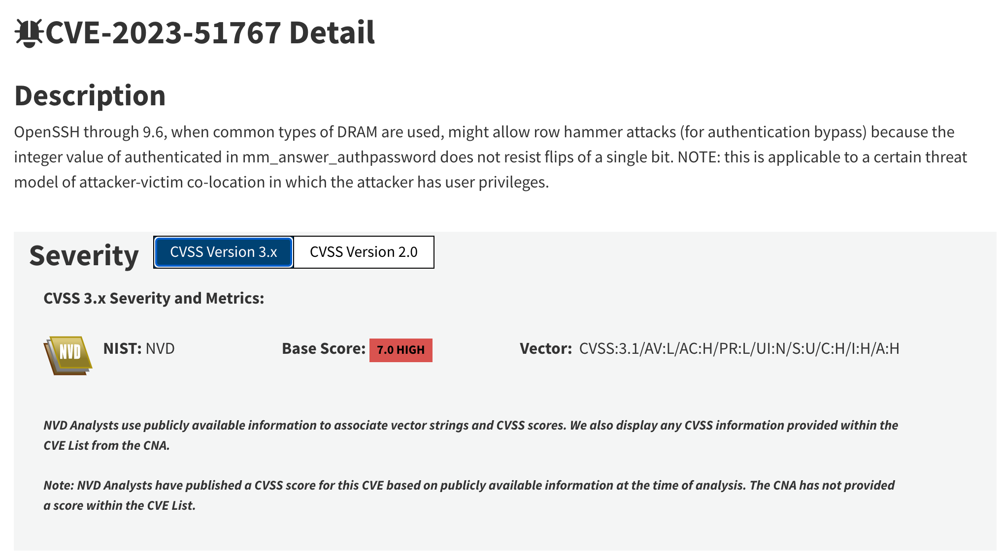 CVE-2023-51767 Detail
Description
OpenSSH through 9.6, when common types of DRAM are used, might allow row hammer attacks (for authentication bypass) because the
integer value of authenticated in mm_answer_authpassword does not resist flips of a single bit. NOTE: this is applicable to a certain threat
model of attacker-victim co-location in which the attacker has user privileges.
Severity CVSS Version 3.x CVSS Version 2.0
CVSS 3.x Severity and Metrics:
NVD NIST: NVD Base Score: 7.0 HIGH Vector: CVSS:3.1/AV:L/AC:H/PR:L/UI:N/S:U/C:H/I:H/A:H
NVD Analysts use publicly available information to associate vector strings and CVSS scores. We also display any CVSS information provided within the
CVE List from the CNA.
Note: NVD Analysts have published a CVSS score for this CVE based on publicly available information at the time of analysis. The CNA has not provided
a score within the CVE List.